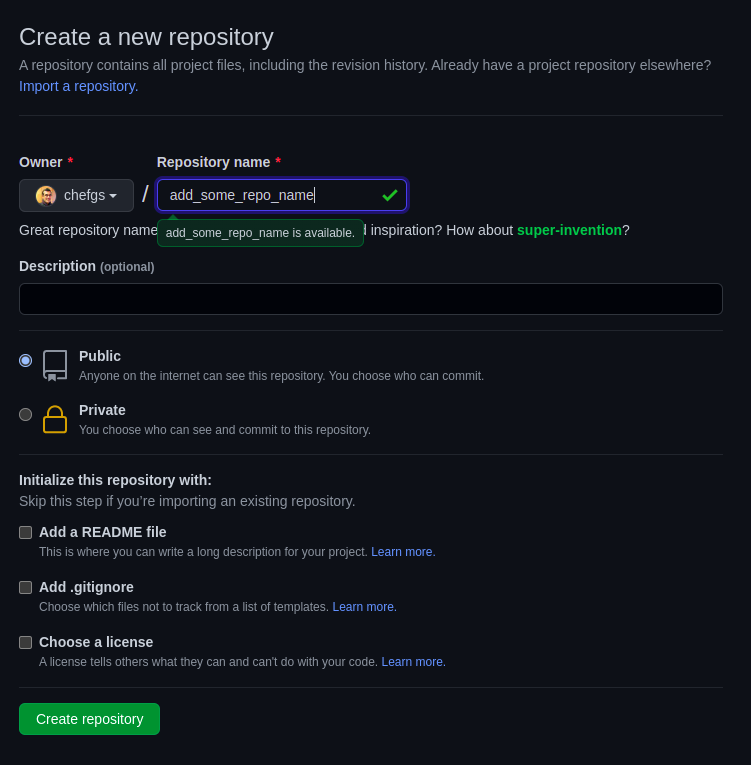 Create a new repository
A repository contains all project files, including the revision history. Already have a project repository elsewhere?
Import a repository.
Owner *
Repository name *
chefgs
/
add_some_repo_name
Great repository name inspiration? How about super-invention?
add_some_repo_name is available.
Description (optional)
Public
Anyone on the internet can see this repository. You choose who can commit.
Private
You choose who can see and commit to this repository.
Initialize this repository with:
Skip this step if you’re importing an existing repository.
Add a README file
This is where you can write a long description for your project. Learn more.
Add .gitignore
Choose which files not to track from a list of templates. Learn more.
Choose a license
A license tells others what they can and can't do with your code. Learn more.
Create repository